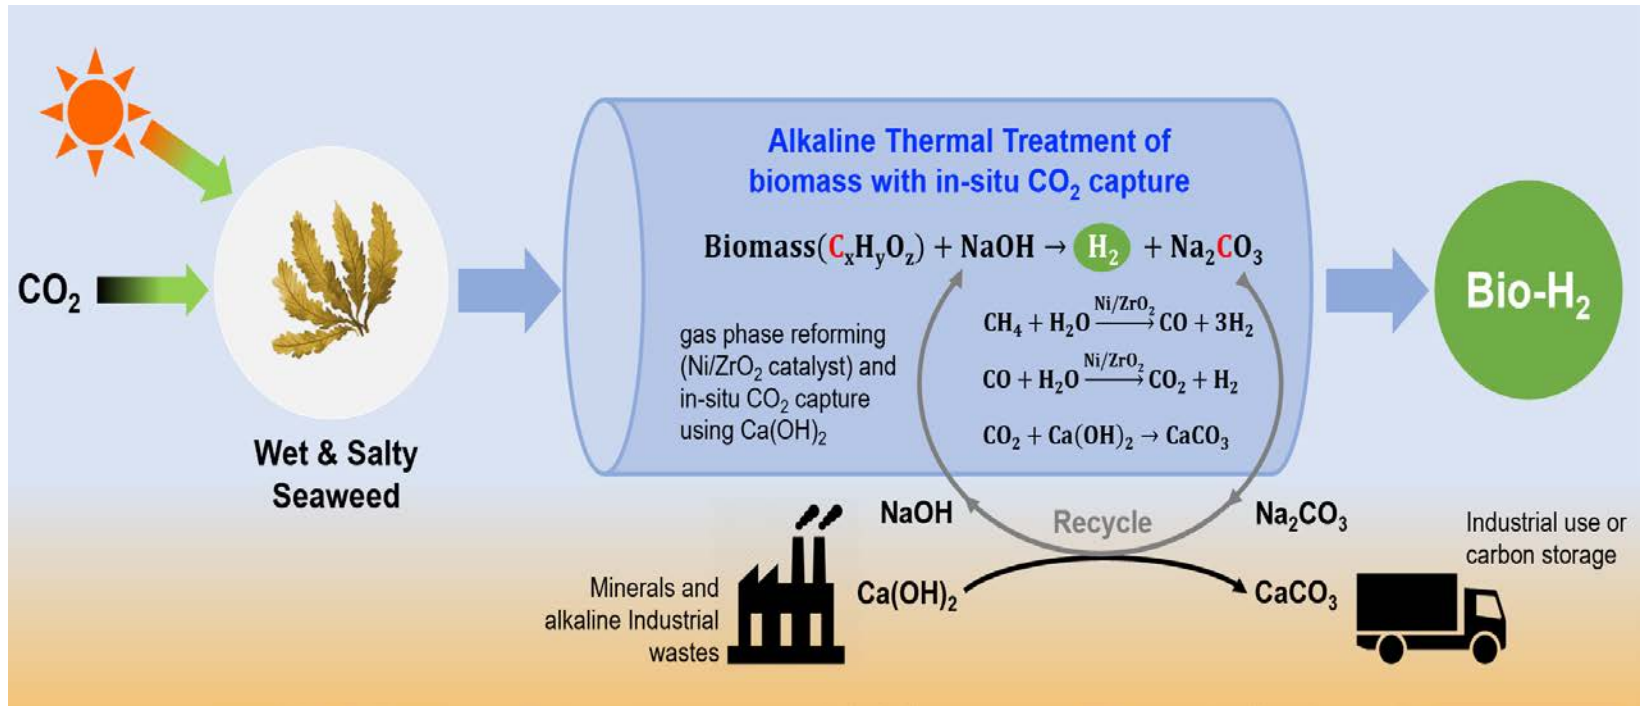 CO₂
Wet & Salty
Seaweed
Alkaline Thermal Treatment of
biomass with in-situ CO₂ capture
Biomass(CₓHᵧO_z) + NaOH → H₂ + Na₂CO₃
gas phase reforming
(Ni/ZrO₂ catalyst) and
in-situ CO₂ capture
using Ca(OH)₂
CH₄ + H₂O –Ni/ZrO₂→ CO + 3H₂
CO + H₂O –Ni/ZrO₂→ CO₂ + H₂
CO₂ + Ca(OH)₂ → CaCO₃
Bio-H₂
NaOH
Recycle
Na₂CO₃
Minerals and
alkaline Industrial
wastes
Ca(OH)₂
CaCO₃
Industrial use or
carbon storage